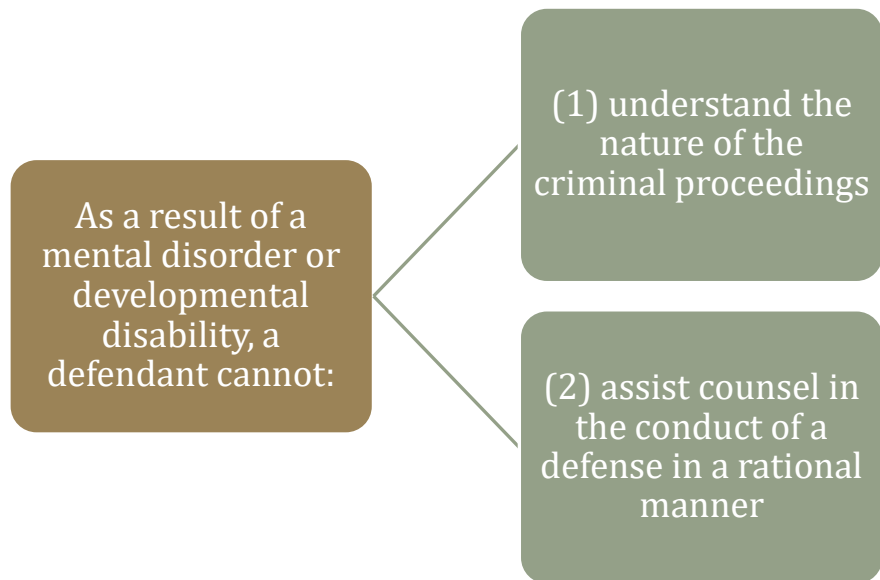 As a result of a
mental disorder or
developmental
disability, a
defendant cannot:
(1) understand the
nature of the
criminal proceedings
(2) assist counsel in
the conduct of a
defense in a rational
manner